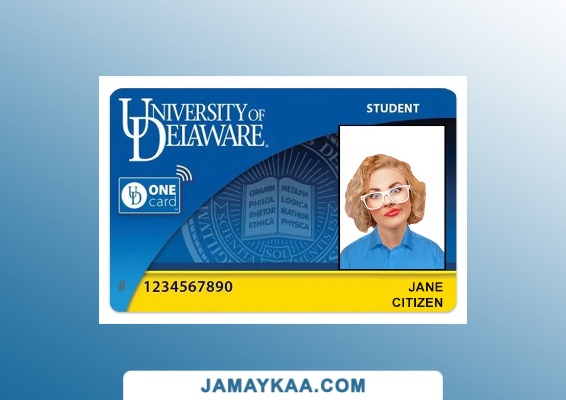 UNIVERSITY OF
DELAWARE
STUDENT
UD ONE
card
GRAMM METAPH
PHILOL LOGICA
RHETOR MATHEM
ETHICA PHYSICA
SOL
# 1234567890
JANE
CITIZEN
JAMAYKAA.COM